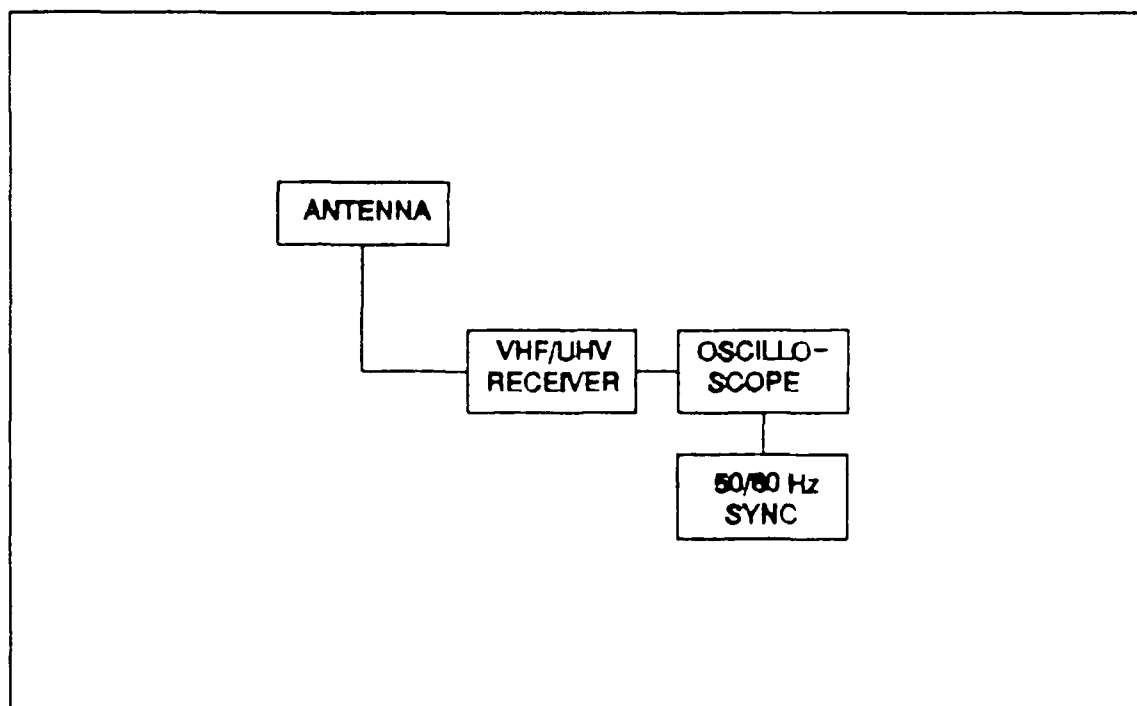 ANTENNA
VHF/UHV
RECEIVER
OSCILLO-
SCOPE
50/60 Hz
SYNC